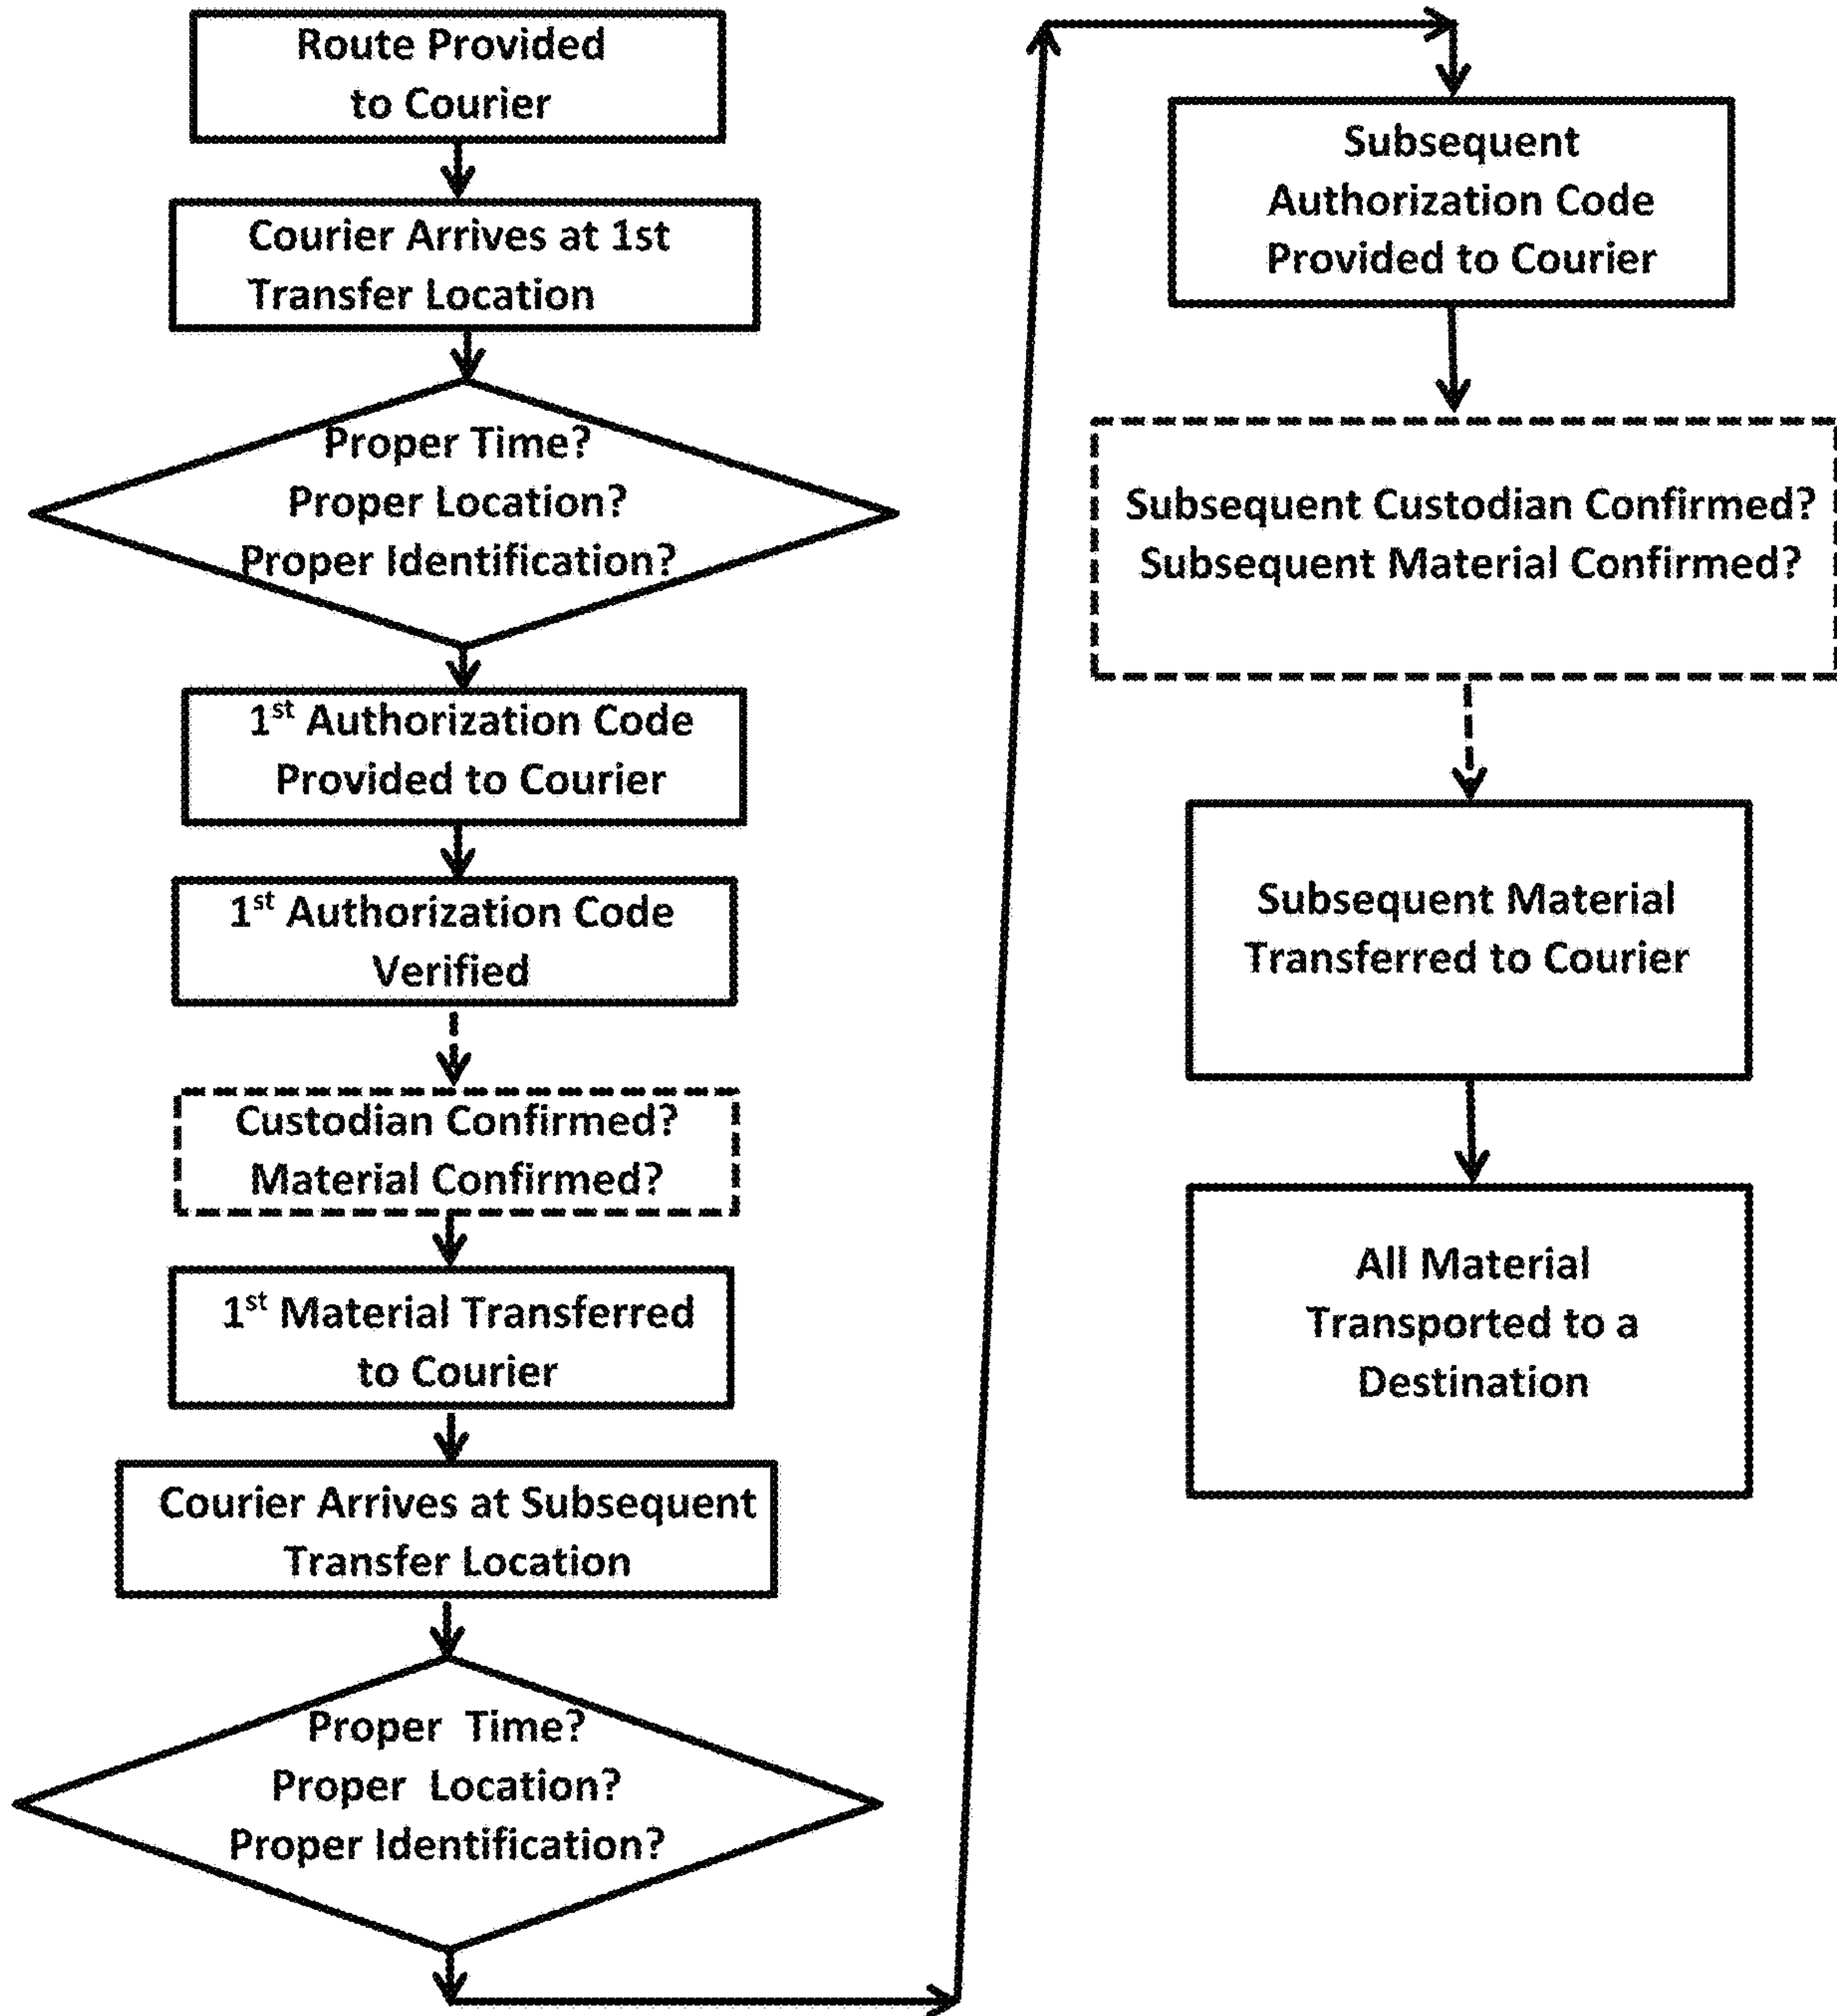 Route Provided
to Courier
Courier Arrives at 1st
Transfer Location
Proper Time?
Proper Location?
Proper Identification?
1st Authorization Code
Provided to Courier
1st Authorization Code
Verified
Custodian Confirmed?
Material Confirmed?
1st Material Transferred
to Courier
Courier Arrives at Subsequent
Transfer Location
Proper Time?
Proper Location?
Proper Identification?
Subsequent
Authorization Code
Provided to Courier
Subsequent Custodian Confirmed?
Subsequent Material Confirmed?
Subsequent Material
Transferred to Courier
All Material
Transported to a
Destination